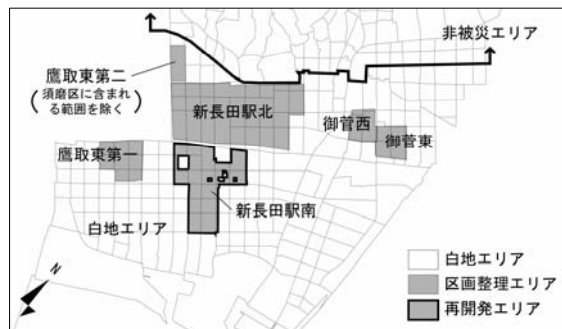 非被災エリア
鷹取東第二
(須磨区に含まれ
る範囲を除く)
新長田駅北
御菅西
御菅東
鷹取東第一
新長田駅南
白地エリア
N
白地エリア
区画整理エリア
再開発エリア